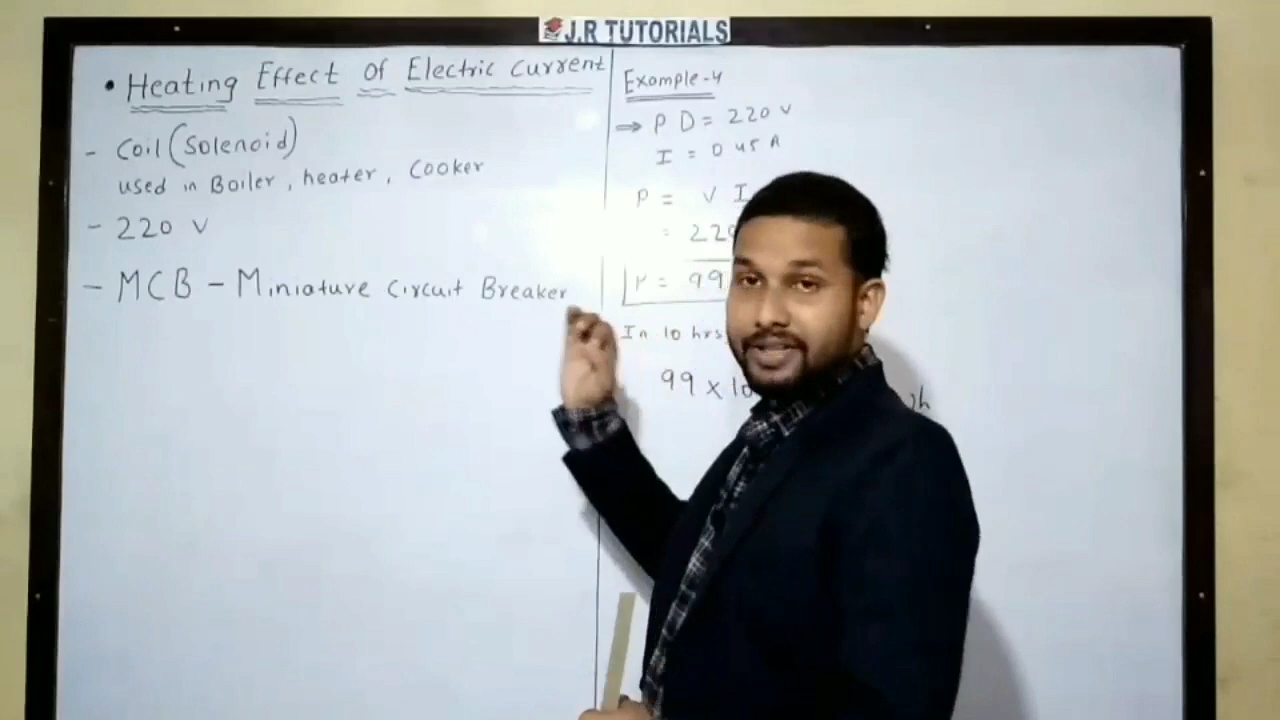 J.R TUTORIALS
• Heating Effect of Electric Current
- Coil (Solenoid)
used in Boiler, heater, Cooker
- 220 V
- MCB - Miniature Circuit Breaker
Example-4
⇒ P D = 220 V
I = 0 45 A
P = V I
= 220
P = 99
In 10 hrs
99 × 10